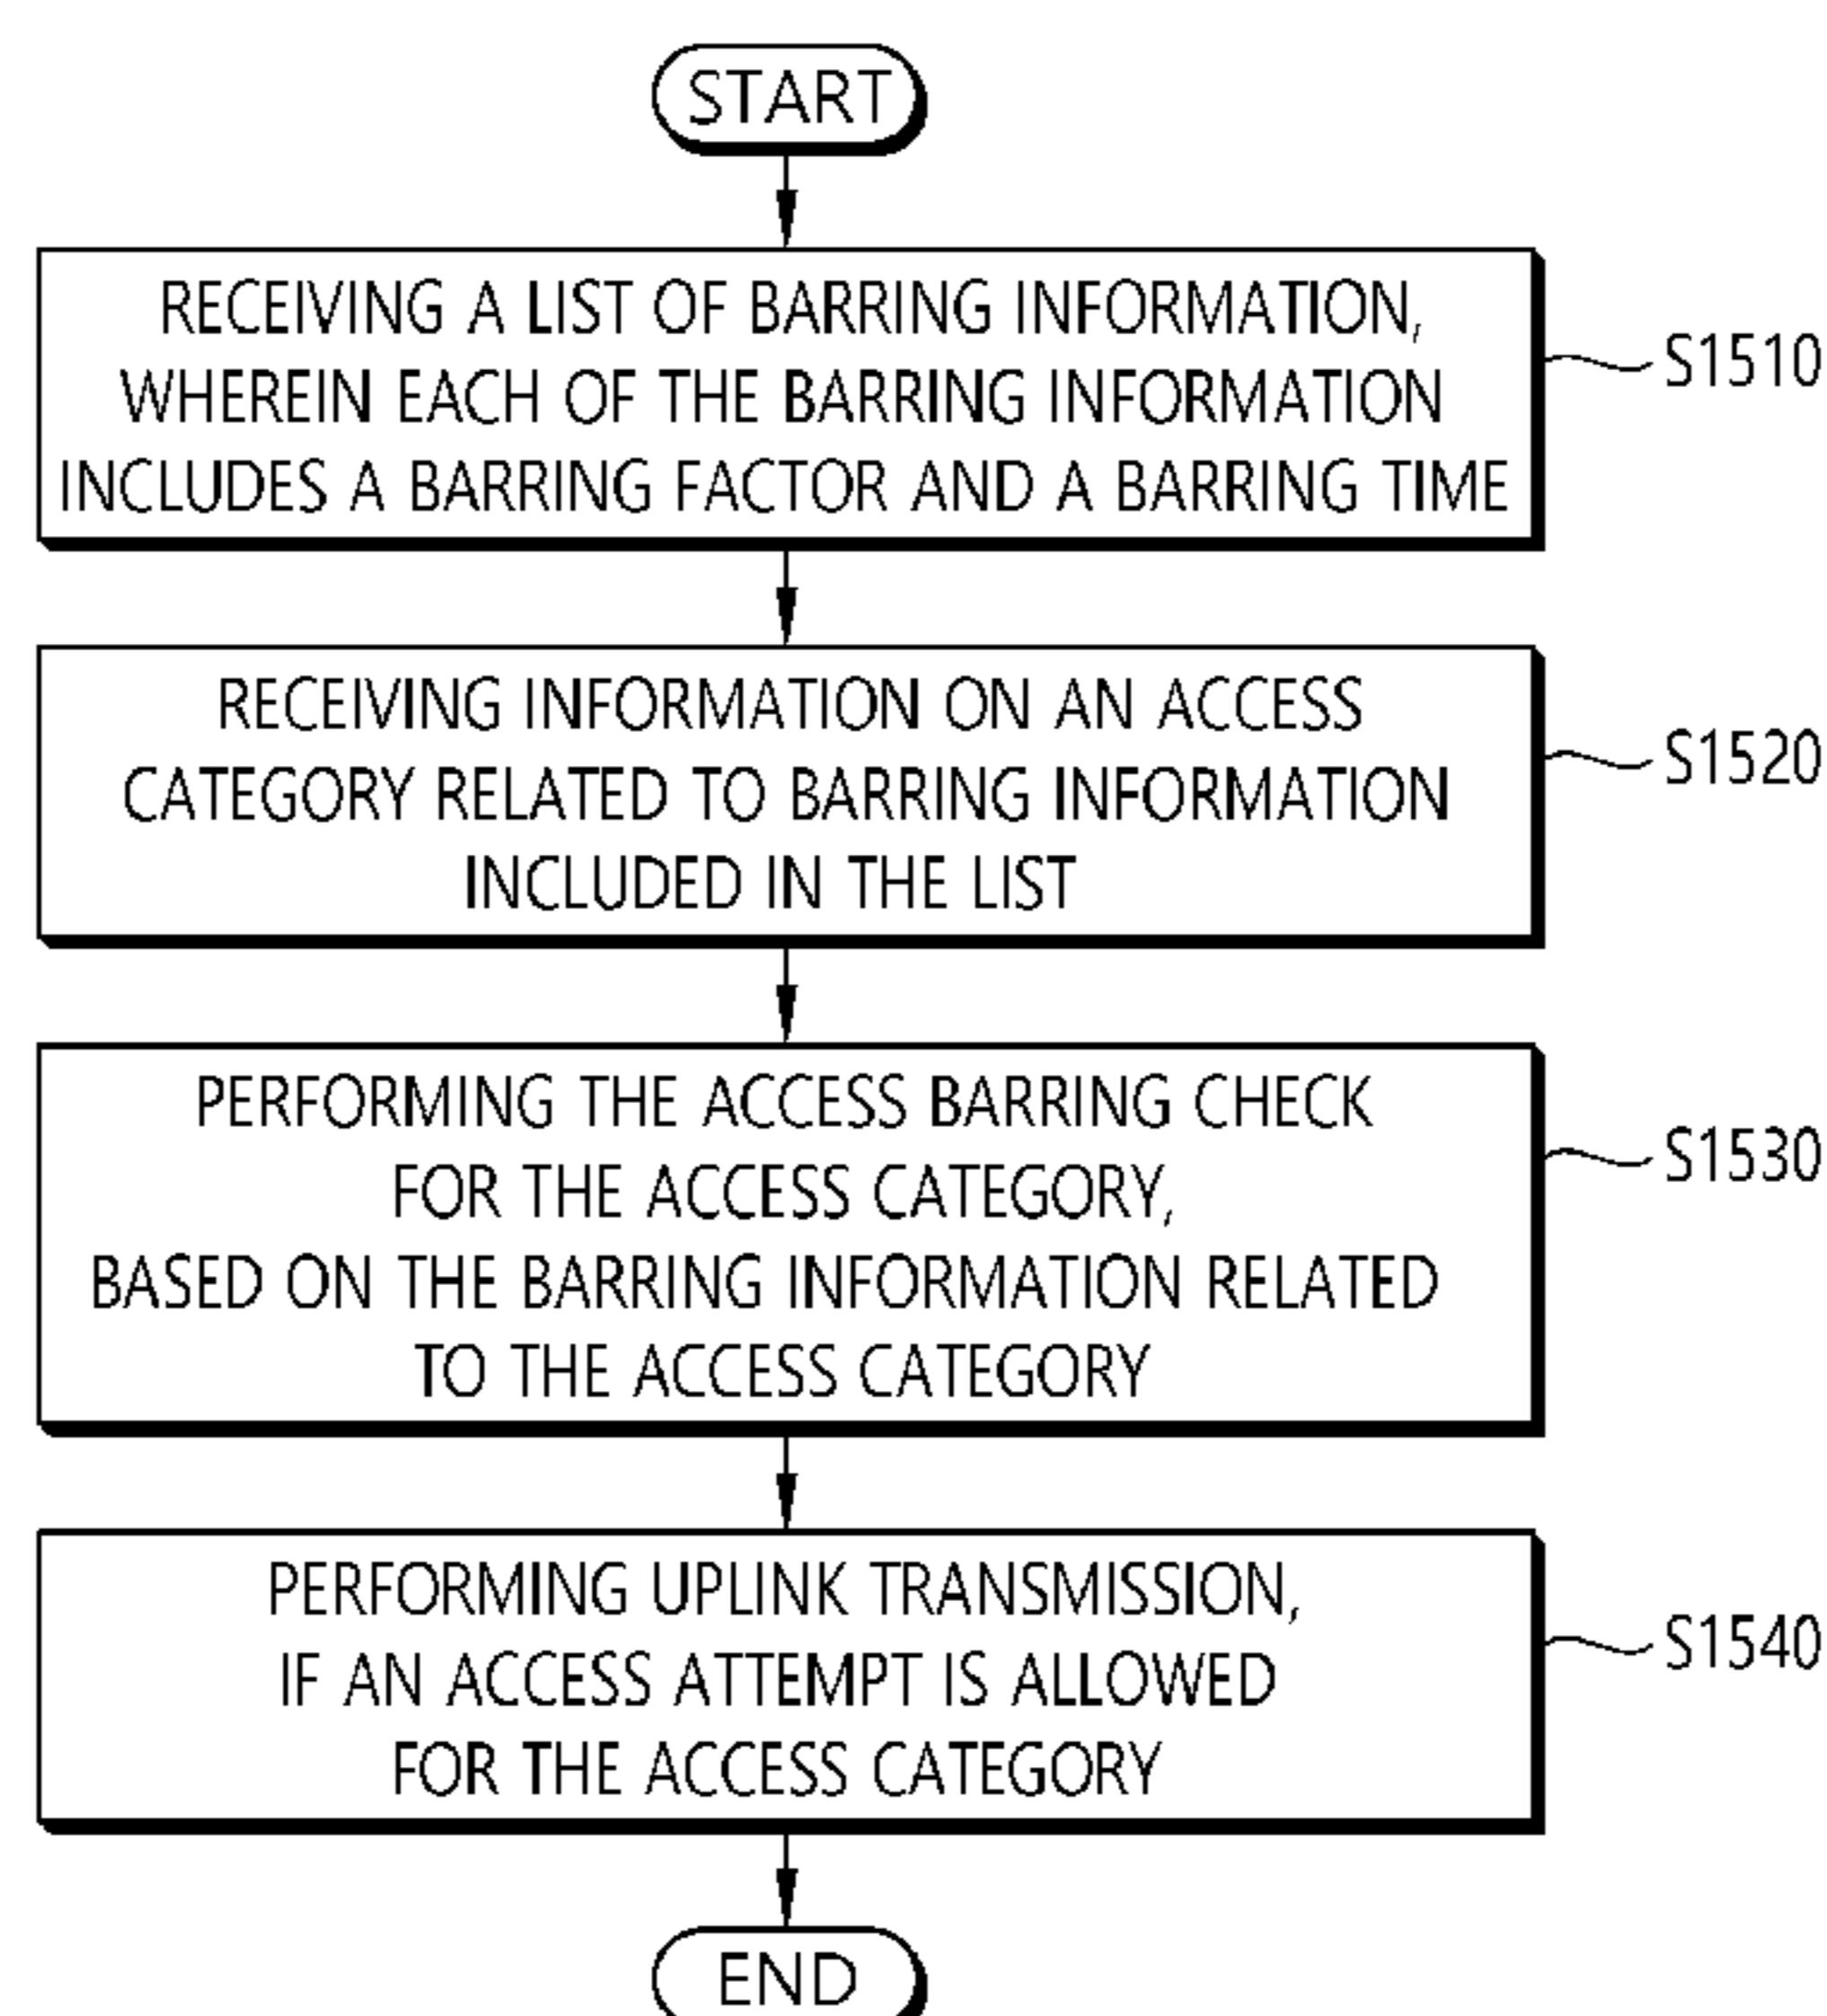 START
RECEIVING A LIST OF BARRING INFORMATION,
WHEREIN EACH OF THE BARRING INFORMATION
INCLUDES A BARRING FACTOR AND A BARRING TIME
S1510
RECEIVING INFORMATION ON AN ACCESS
CATEGORY RELATED TO BARRING INFORMATION
INCLUDED IN THE LIST
S1520
PERFORMING THE ACCESS BARRING CHECK
FOR THE ACCESS CATEGORY,
BASED ON THE BARRING INFORMATION RELATED
TO THE ACCESS CATEGORY
S1530
PERFORMING UPLINK TRANSMISSION,
IF AN ACCESS ATTEMPT IS ALLOWED
FOR THE ACCESS CATEGORY
S1540
END